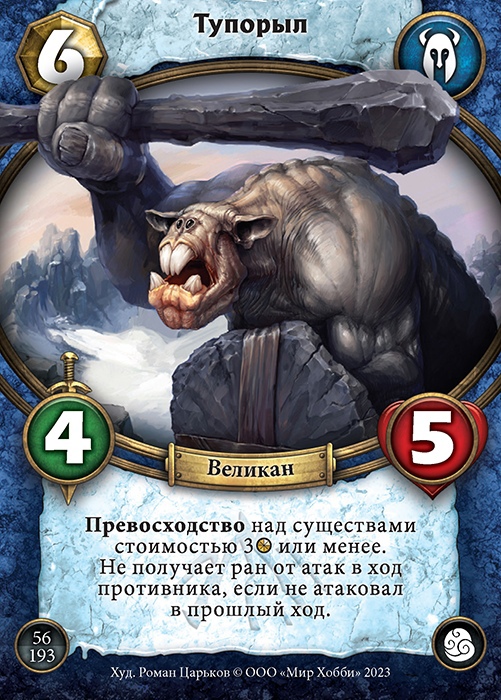 Тупорыл
6
4
5
Великан
Превосходство над существами
стоимостью 3 или менее.
Не получает ран от атак в ход
противника, если не атаковал
в прошлый ход.
56
193
Худ. Роман Царьков © ООО «Мир Хобби» 2023